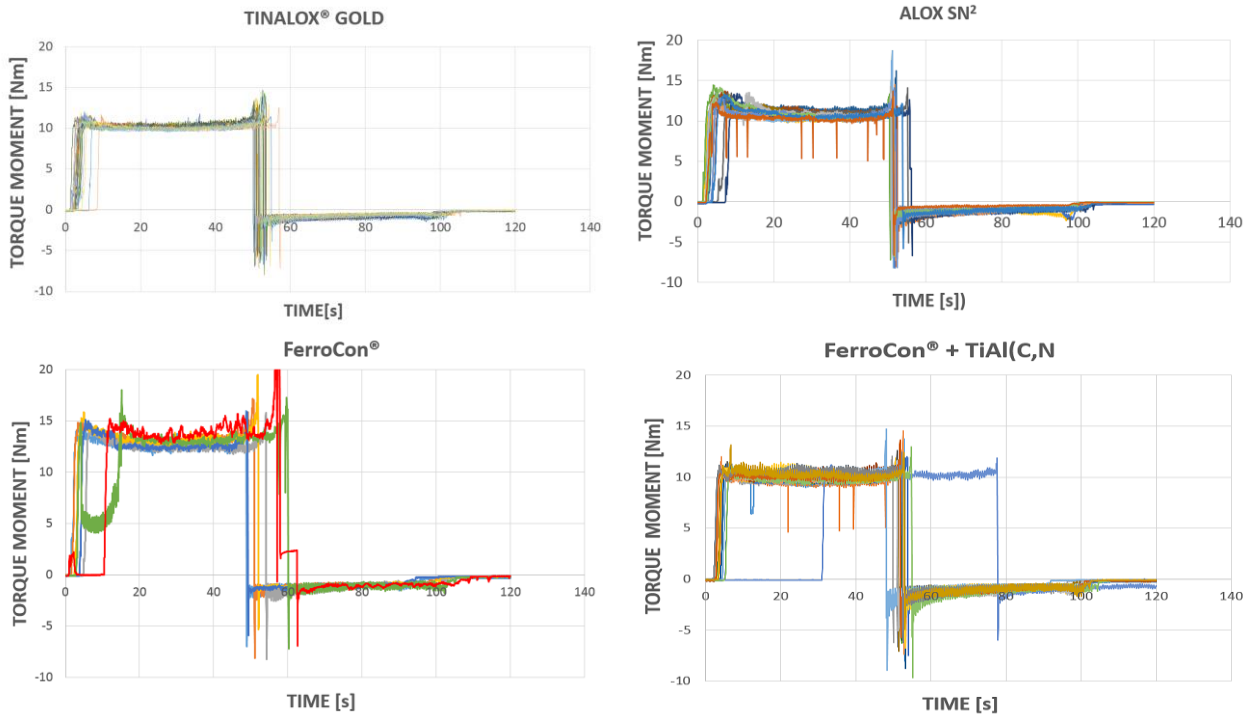 TINALOX® GOLD
TORQUE MOMENT [Nm]
20
15
10
5
0
-5
-10
0 20 40 60 80 100 120 140
TIME[s]
ALOX SN²
TORQUE MOMENT [Nm]
20
15
10
5
0
-5
-10
0 20 40 60 80 100 120 140
TIME [s])
FerroCon®
TORQUE MOMENT [Nm]
20
15
10
5
0
-5
-10
0 20 40 60 80 100 120 140
TIME [s]
FerroCon® + TiAl(C,N
TORQUE MOMENT [Nm]
20
15
10
5
0
-5
-10
0 20 40 60 80 100 120 140
TIME [s]